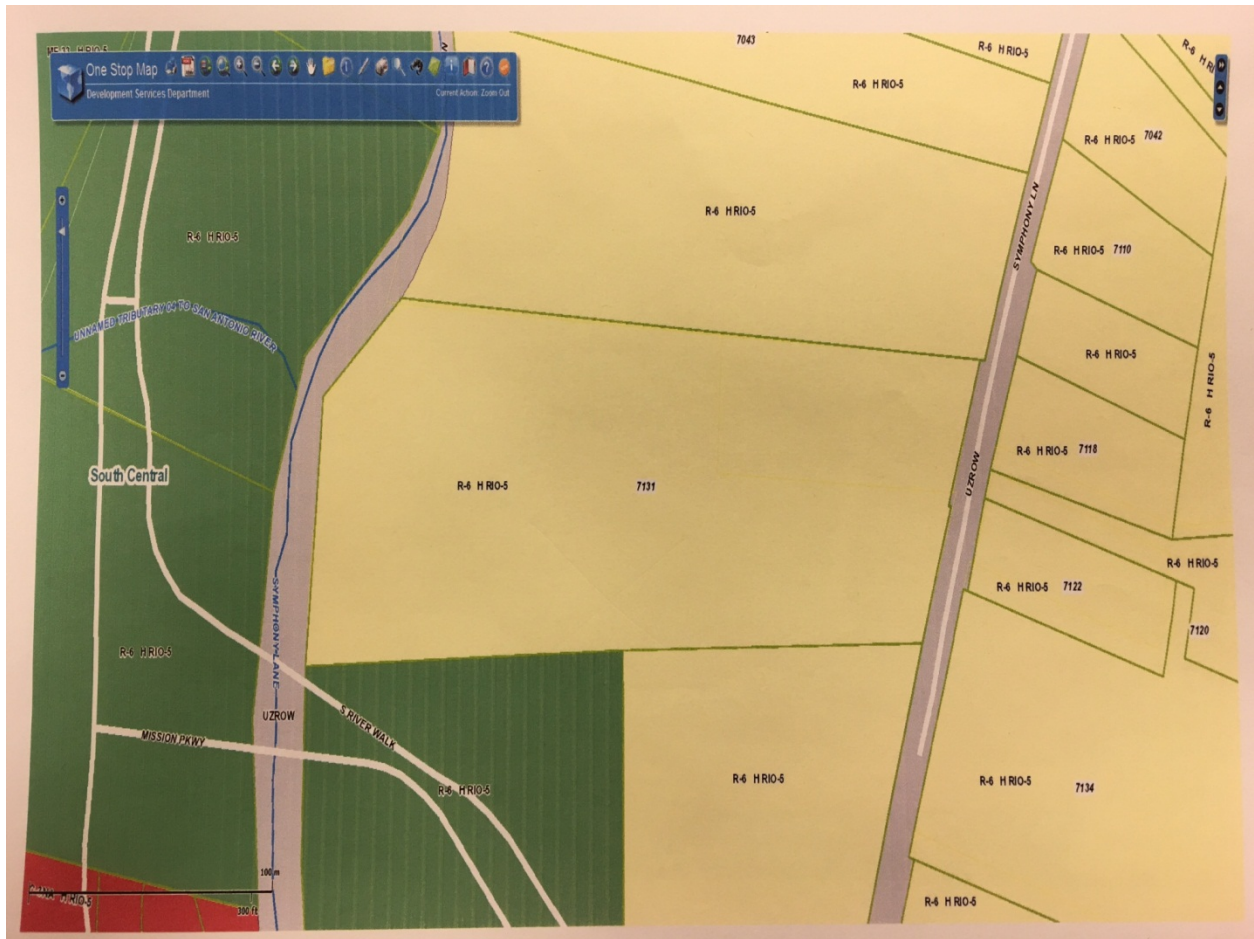 7043
R-6 H RIO-5
One Stop Map
Development Services Department
Current Action: Zoom Out
R-6 H RIO-5
R-6 H RIO-5 7042
R-6 H RIO-5
R-6 H RIO-5
SYMPHONY LN
R-6 H RIO-5 7110
UNNAMED TRIBUTARY 04 TO SAN ANTONIO RIVER
R-6 H RIO-5
R-6 H RIO-5
South Central
R-6 H RIO-5 7118
R-6 H RIO-5 7131
UZROW
R-6 H RIO-5
R-6 H RIO-5 7122
SYMPHONY LANE
7120
R-6 H RIO-5
UZROW
S RIVER WALK
MISSION PKWY
R-6 H RIO-5
R-6 H RIO-5
R-6 H RIO-5 7134
100 m
300 ft
R-6 H RIO-5